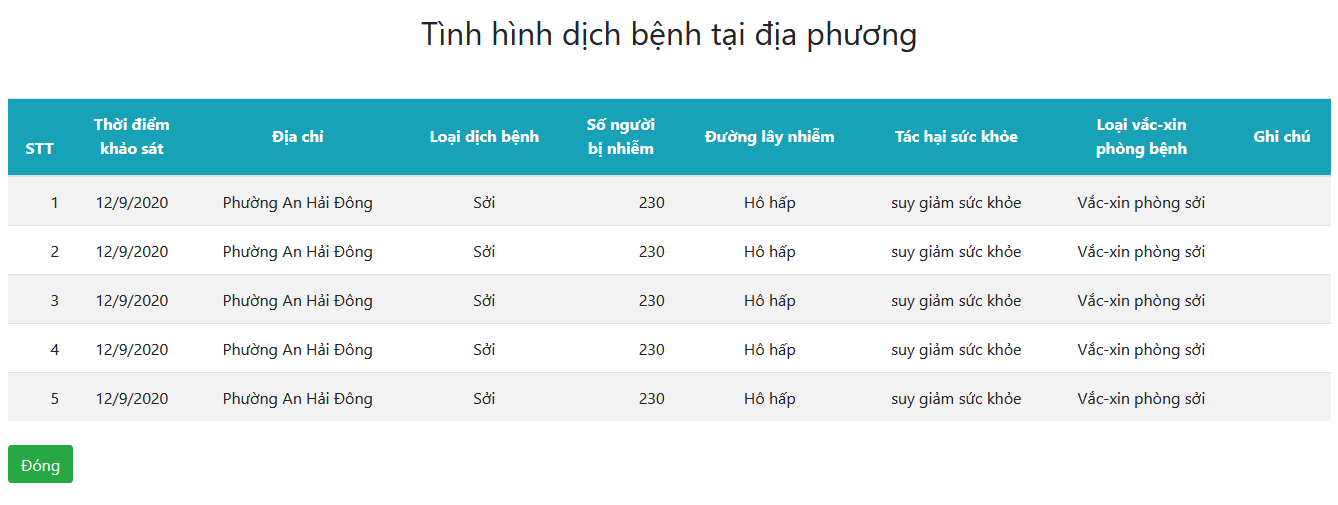 Tình hình dịch bệnh tại địa phương
STT Thời điểm khảo sát Địa chỉ Loại dịch bệnh Số người bị nhiễm Đường lây nhiễm Tác hại sức khỏe Loại vắc-xin phòng bệnh Ghi chú
1 12/9/2020 Phường An Hải Đông Sởi 230 Hô hấp suy giảm sức khỏe Vắc-xin phòng sởi
2 12/9/2020 Phường An Hải Đông Sởi 230 Hô hấp suy giảm sức khỏe Vắc-xin phòng sởi
3 12/9/2020 Phường An Hải Đông Sởi 230 Hô hấp suy giảm sức khỏe Vắc-xin phòng sởi
4 12/9/2020 Phường An Hải Đông Sởi 230 Hô hấp suy giảm sức khỏe Vắc-xin phòng sởi
5 12/9/2020 Phường An Hải Đông Sởi 230 Hô hấp suy giảm sức khỏe Vắc-xin phòng sởi
Đóng